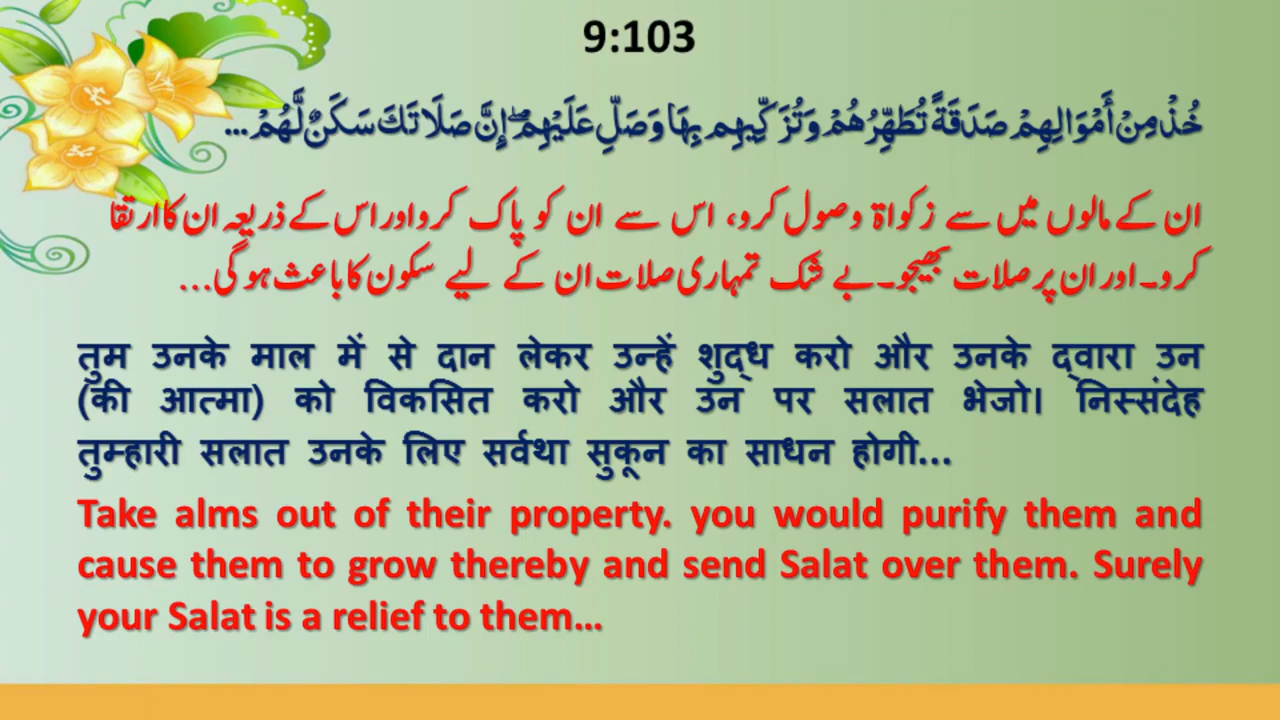 9:103
خُذْ مِنْ أَمْوَالِهِمْ صَدَقَةً تُطَهِّرُهُمْ وَتُزَكِّيهِم بِهَا وَصَلِّ عَلَيْهِمْ ۖ إِنَّ صَلَاتَكَ سَكَنٌ لَّهُمْ...
ان کے مالوں میں سے زکواۃ وصول کرو، اس سے ان کو پاک کرو اور اس کے ذریعہ ان کا ارتقا
کرو۔ اور ان پر صلات بھیجو۔ بے شک تمہاری صلات ان کے لیے سکون کا باعث ہو گی...
तुम उनके माल में से दान लेकर उन्हें शुद्ध करो और उनके द्वारा उन
(की आत्मा) को विकसित करो और उन पर सलात भेजो। निस्संदेह
तुम्हारी सलात उनके लिए सर्वथा सुकून का साधन होगी...
Take alms out of their property. you would purify them and
cause them to grow thereby and send Salat over them. Surely
your Salat is a relief to them...